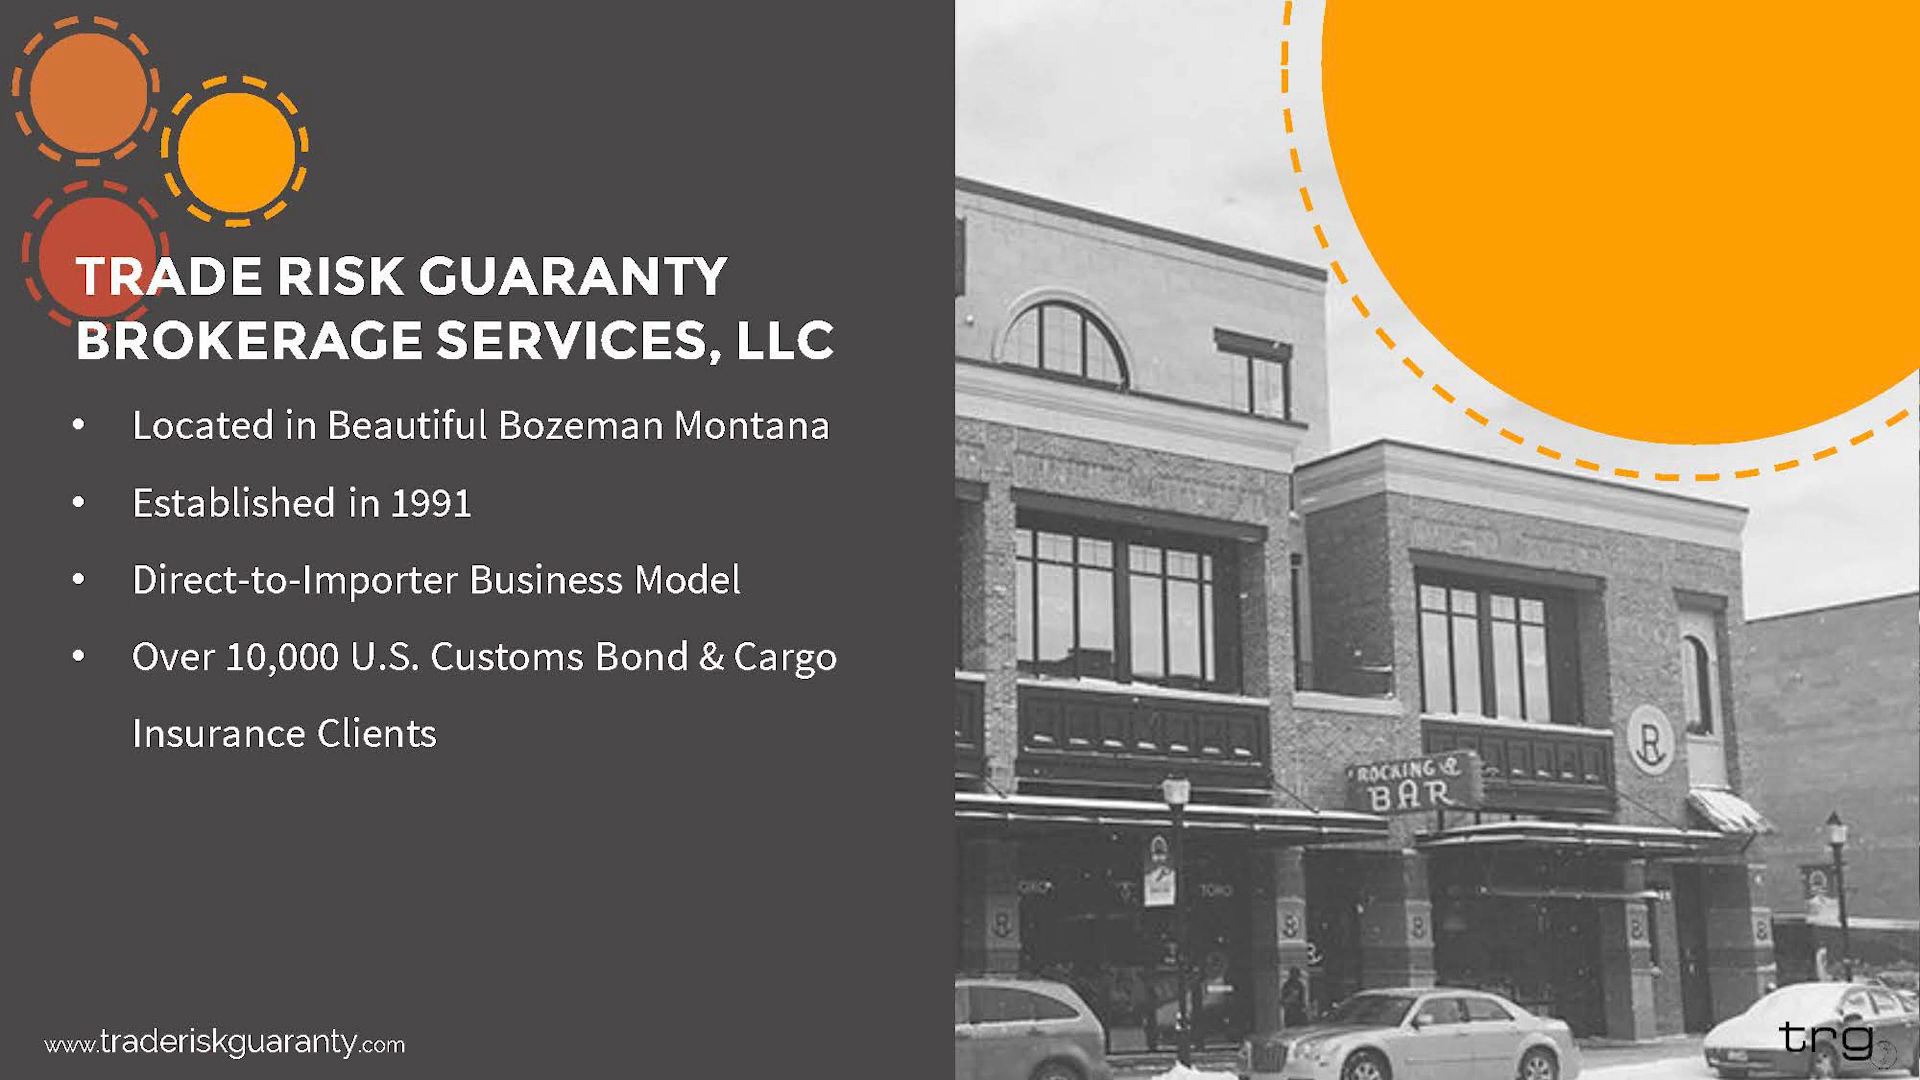 TRADE RISK GUARANTY
BROKERAGE SERVICES, LLC
• Located in Beautiful Bozeman Montana
• Established in 1991
• Direct-to-Importer Business Model
• Over 10,000 U.S. Customs Bond & Cargo
Insurance Clients
www.traderiskguaranty.com
R
ROCKING R
BAR
TORO
trg